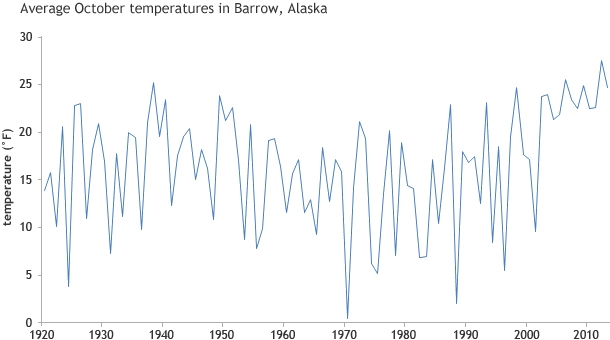 Average October temperatures in Barrow, Alaska
30
25
20
15
10
5
0
temperature (°F)
1920 1930 1940 1950 1960 1970 1980 1990 2000 2010